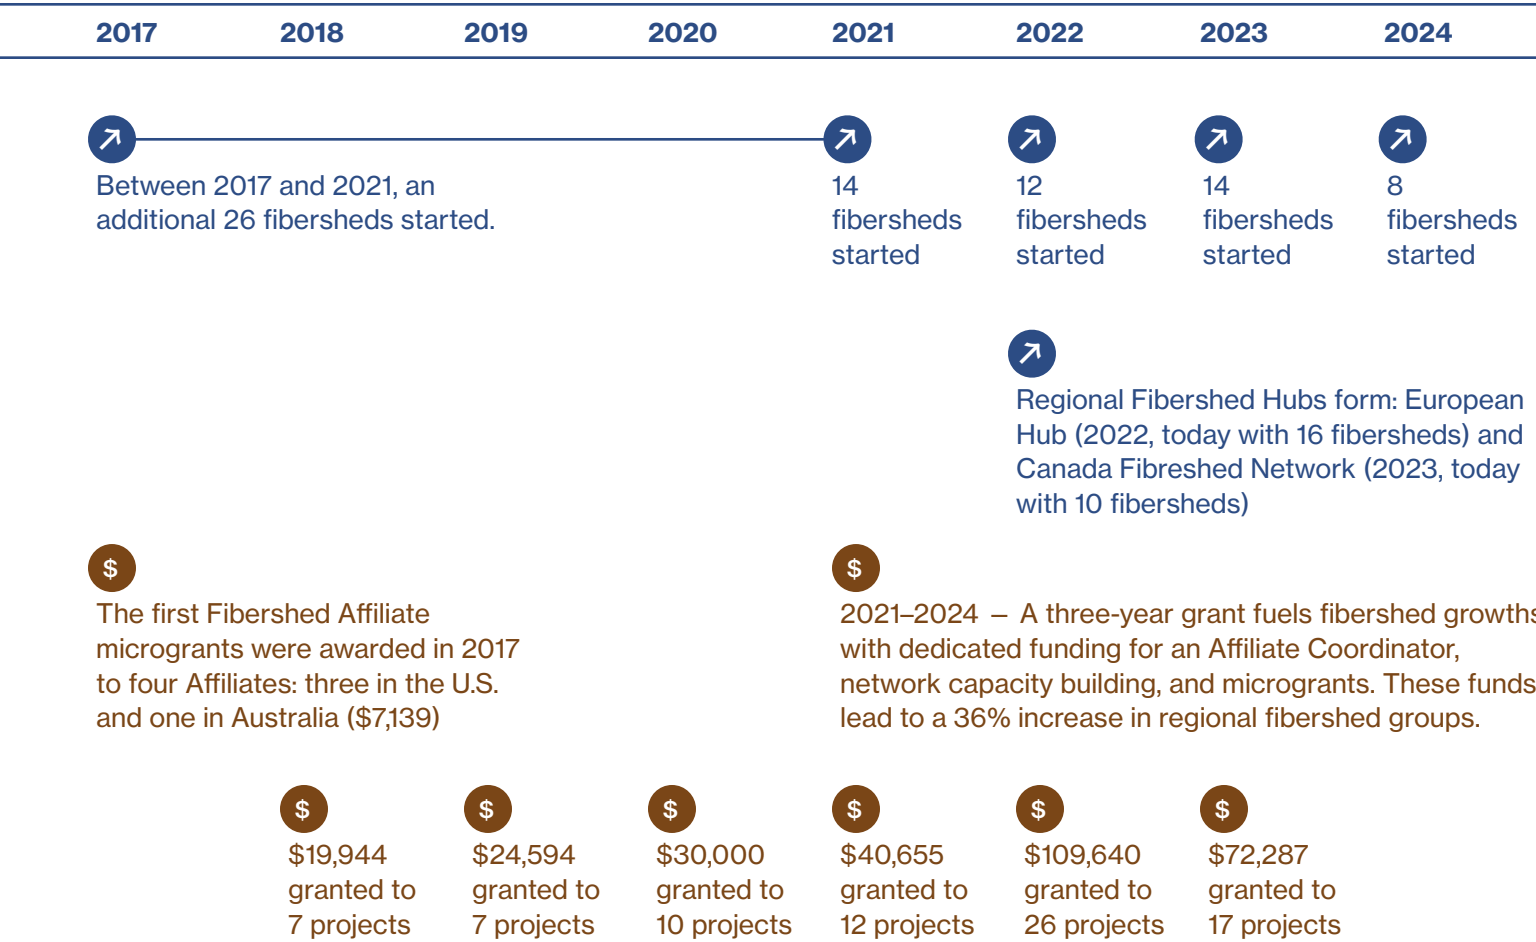 2017 2018 2019 2020 2021 2022 2023 2024
Between 2017 and 2021, an
additional 26 fibersheds started.
14
fibersheds
started
12
fibersheds
started
14
fibersheds
started
8
fibersheds
started
Regional Fibershed Hubs form: European
Hub (2022, today with 16 fibersheds) and
Canada Fibreshed Network (2023, today
with 10 fibersheds)
$
The first Fibershed Affiliate
microgrants were awarded in 2017
to four Affiliates: three in the U.S.
and one in Australia ($7,139)
$
2021–2024 — A three-year grant fuels fibershed growths
with dedicated funding for an Affiliate Coordinator,
network capacity building, and microgrants. These funds
lead to a 36% increase in regional fibershed groups.
$
$19,944
granted to
7 projects
$
$24,594
granted to
7 projects
$
$30,000
granted to
10 projects
$
$40,655
granted to
12 projects
$
$109,640
granted to
26 projects
$
$72,287
granted to
17 projects